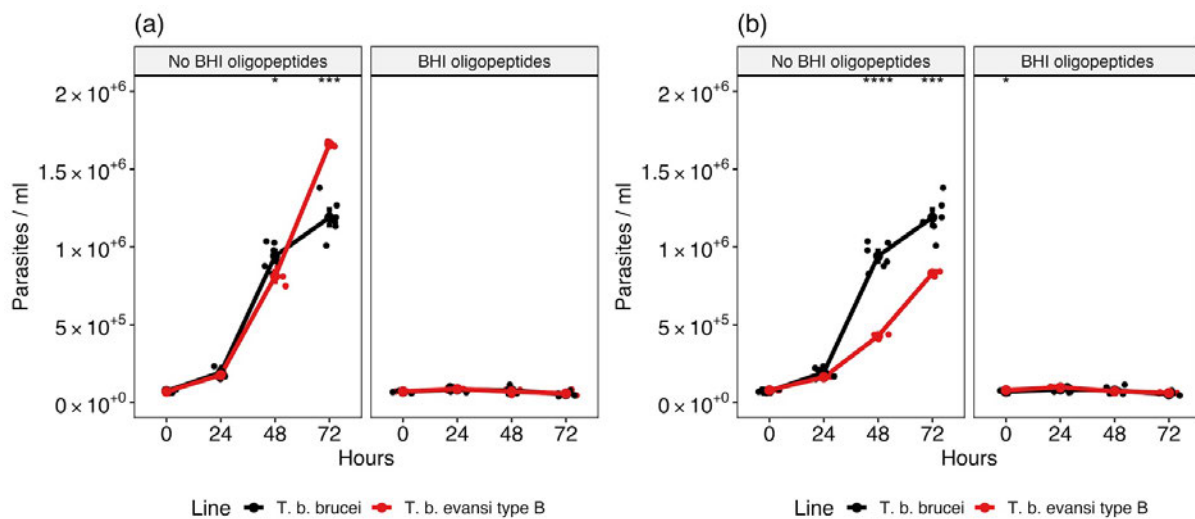 (a)
No BHI oligopeptides
BHI oligopeptides
*
***
2 × 10⁺⁶
1.5 × 10⁺⁶
1 × 10⁺⁶
5 × 10⁺⁵
0 × 10⁺⁰
Parasites / ml
0 24 48 72
0 24 48 72
Hours
Line T. b. brucei T. b. evansi type B
(b)
No BHI oligopeptides
BHI oligopeptides
****
***
*
2 × 10⁺⁶
1.5 × 10⁺⁶
1 × 10⁺⁶
5 × 10⁺⁵
0 × 10⁺⁰
Parasites / ml
0 24 48 72
0 24 48 72
Hours
Line T. b. brucei T. b. evansi type B